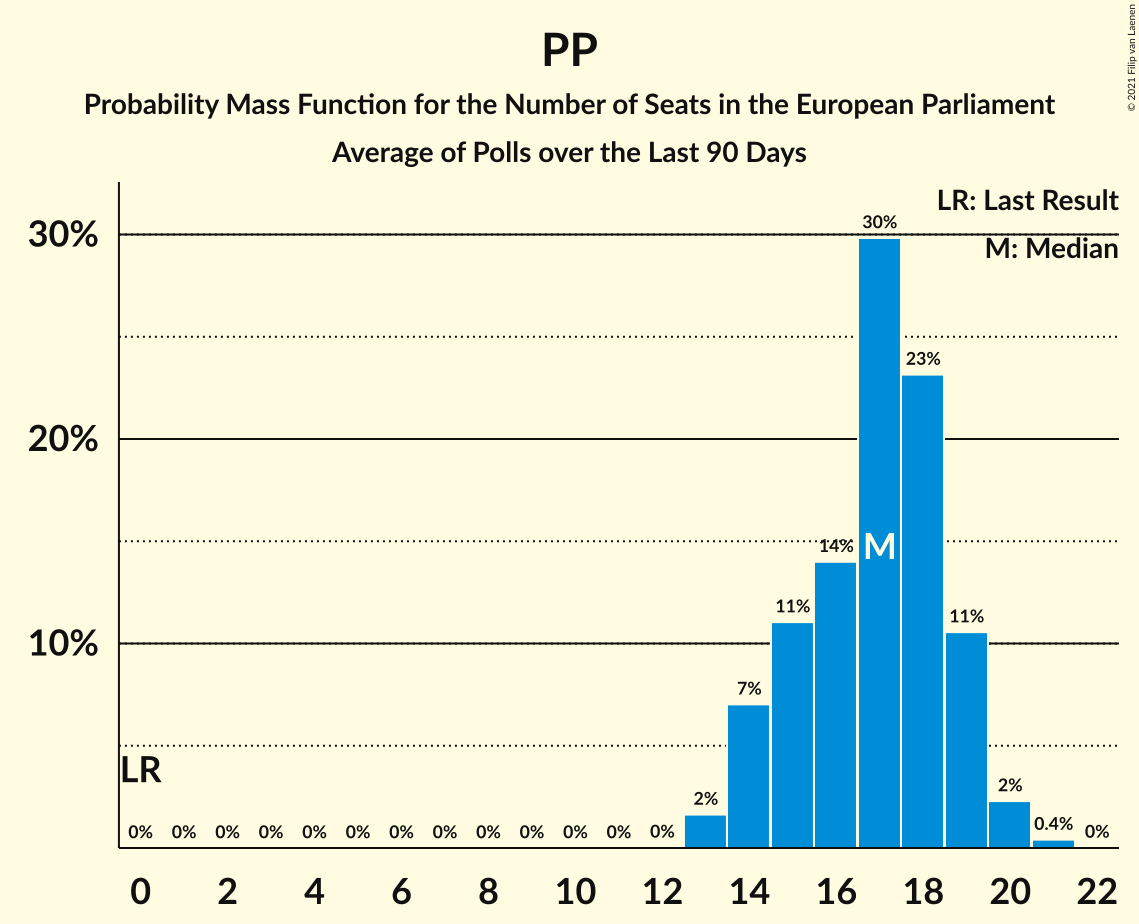 PP
Probability Mass Function for the Number of Seats in the European Parliament
Average of Polls over the Last 90 Days
© 2021 Filip van Laenen
LR: Last Result
M: Median
30%
20%
10%
30%
23%
14%
M
11%
11%
7%
LR
2%
2%
0.4%
0% 0% 0% 0% 0% 0% 0% 0% 0% 0% 0% 0% 0% 0%
0 2 4 6 8 10 12 14 16 18 20 22